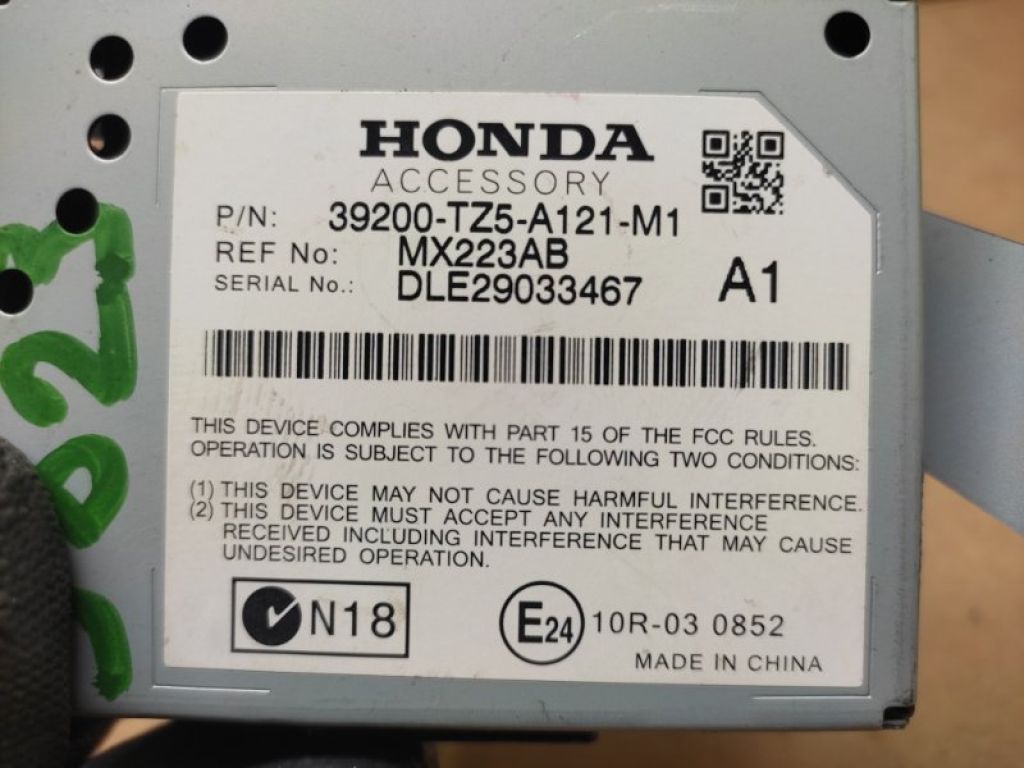 HONDA
ACCESSORY
P/N: 39200-TZ5-A121-M1
REF No: MX223AB
SERIAL No.: DLE29033467
A1
THIS DEVICE COMPLIES WITH PART 15 OF THE FCC RULES.
OPERATION IS SUBJECT TO THE FOLLOWING TWO CONDITIONS:
(1) THIS DEVICE MAY NOT CAUSE HARMFUL INTERFERENCE.
(2) THIS DEVICE MUST ACCEPT ANY INTERFERENCE
RECEIVED INCLUDING INTERFERENCE THAT MAY CAUSE
UNDESIRED OPERATION.
N18
E24 10R-03 0852
MADE IN CHINA